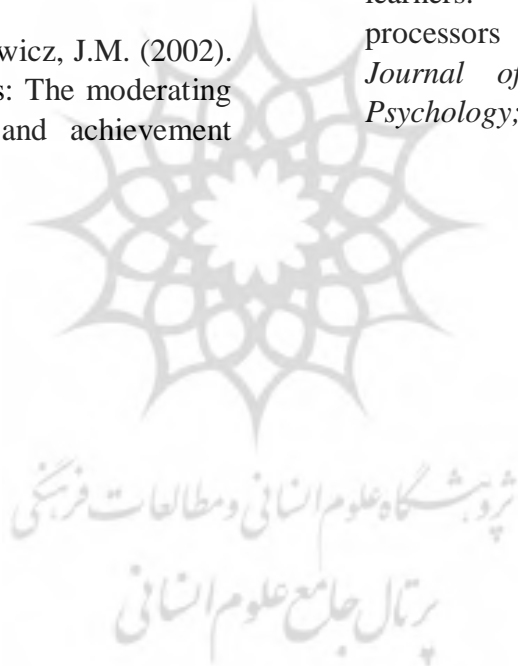 wicz, J.M. (2002).
s: The moderating
and achievement
learners:
processors
Journal of
Psychology;
پژوهشگاه علوم انسانی و مطالعات فرهنگی
پرتال جامع علوم انسانی